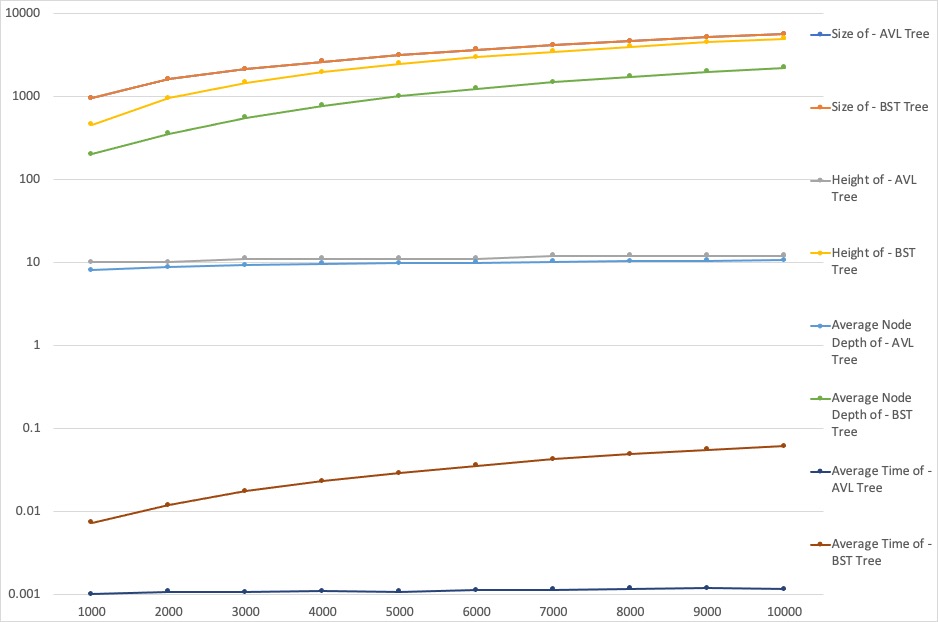 10000
1000
100
10
1
0.1
0.01
0.001
1000 2000 3000 4000 5000 6000 7000 8000 9000 10000
Size of - AVL Tree
Size of - BST Tree
Height of - AVL
Tree
Height of - BST
Tree
Average Node
Depth of - AVL
Tree
Average Node
Depth of - BST
Tree
Average Time of -
AVL Tree
Average Time of -
BST Tree